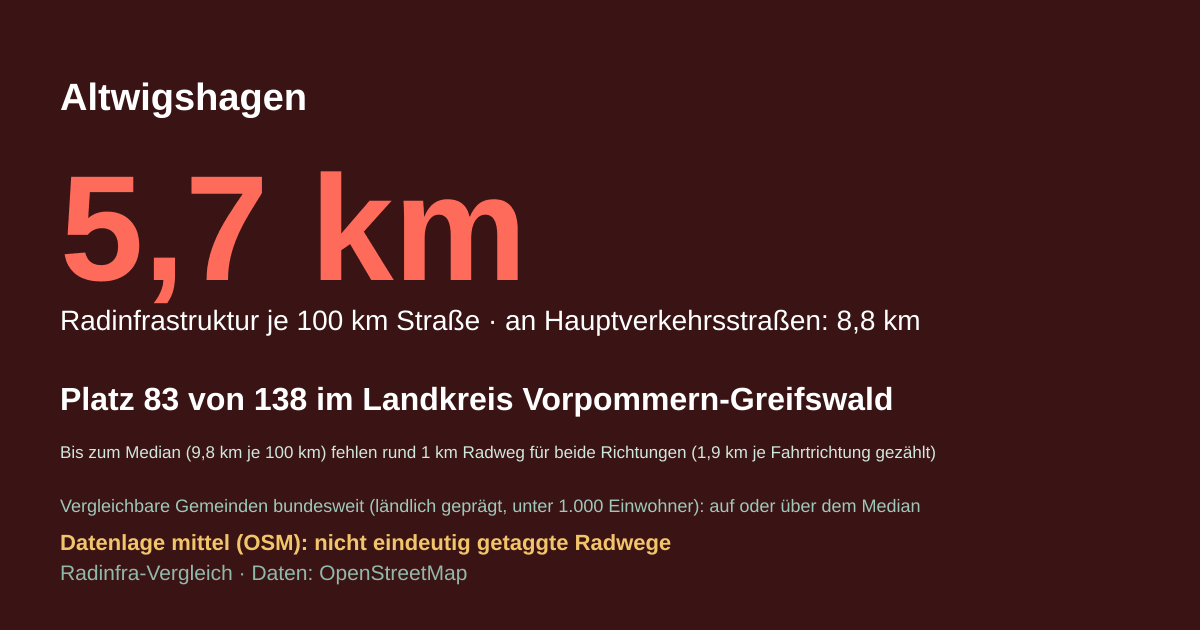 Altwigshagen
5,7 km
Radinfrastruktur je 100 km Straße · an Hauptverkehrsstraßen: 8,8 km
Platz 83 von 138 im Landkreis Vorpommern-Greifswald
Bis zum Median (9,8 km je 100 km) fehlen rund 1 km Radweg für beide Richtungen (1,9 km je Fahrtrichtung gezählt)
Vergleichbare Gemeinden bundesweit (ländlich geprägt, unter 1.000 Einwohner): auf oder über dem Median
Datenlage mittel (OSM): nicht eindeutig getaggte Radwege
Radinfra-Vergleich · Daten: OpenStreetMap